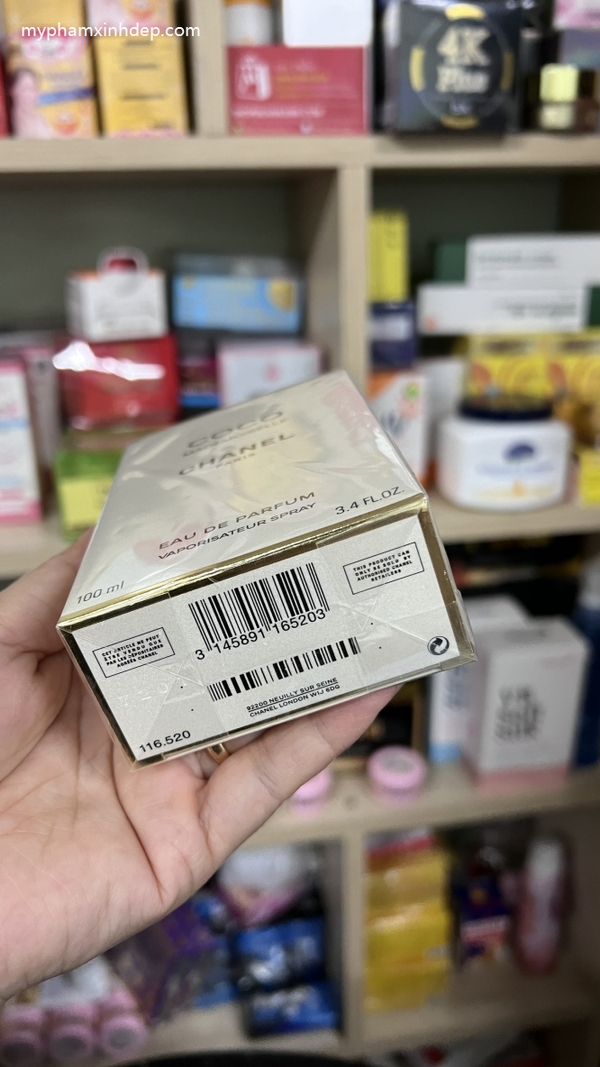 myphamxinhdep.com
4K
Plus
COCO
MADEMOISELLE
CHANEL
PARIS
EAU DE PARFUM
VAPORISATEUR SPRAY
3.4 FL.OZ.
100 ml
CET ARTICLE NE PEUT
ÊTRE VENDU QUE
PAR LES DÉPOSITAIRES
AGRÉÉS CHANEL
THIS PRODUCT CAN
ONLY BE SOLD BY
AUTHORISED CHANEL
RETAILERS
3 145891 165203
92200 NEUILLY SUR SEINE
CHANEL LONDON W1J 6DG
116.520